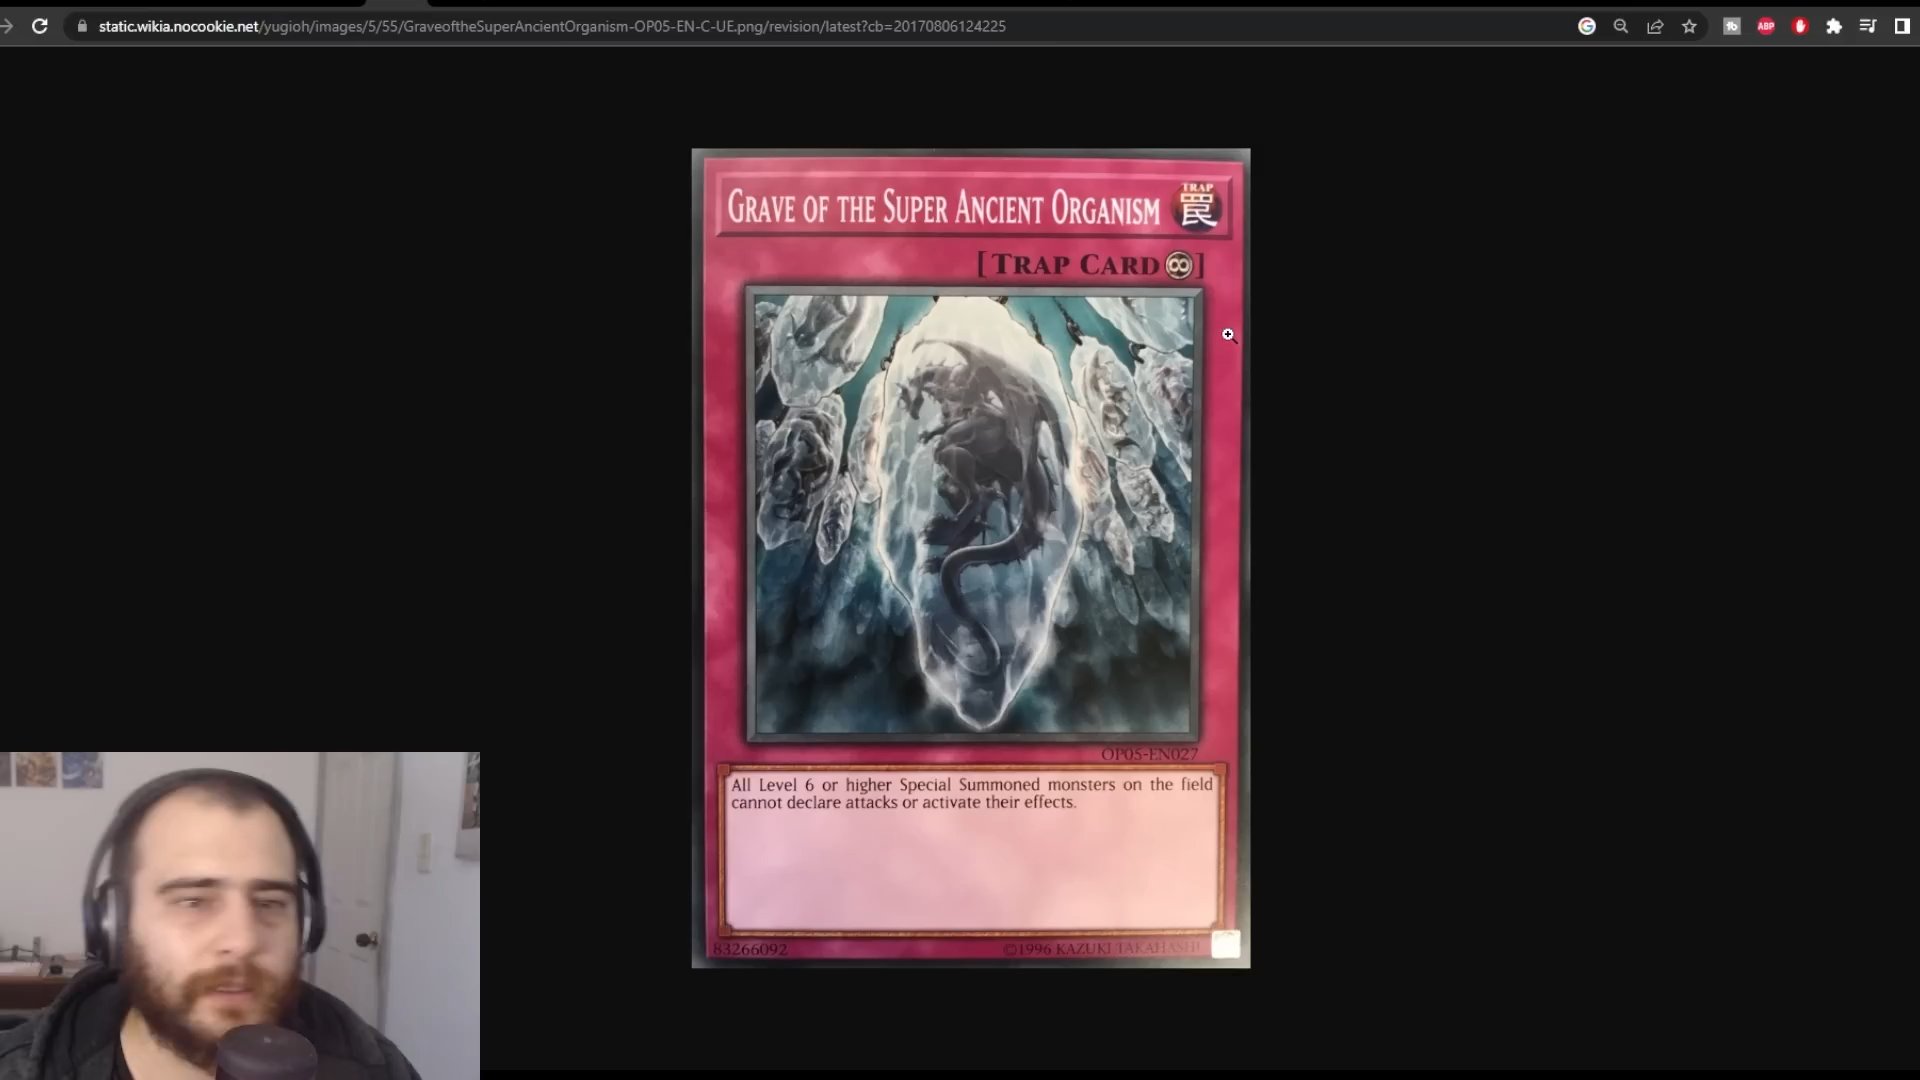 static.wikia.nocookie.net/yugioh/images/5/55/GraveoftheSuperAncientOrganism-OP05-EN-C-UE.png/revision/latest?cb=20170806124225
ABP
GRAVE OF THE SUPER ANCIENT ORGANISM
TRAP
罠
[TRAP CARD∞]
OP05-EN027
All Level 6 or higher Special Summoned monsters on the field
cannot declare attacks or activate their effects.
83266092
©1996 KAZUKI TAKAHASHI